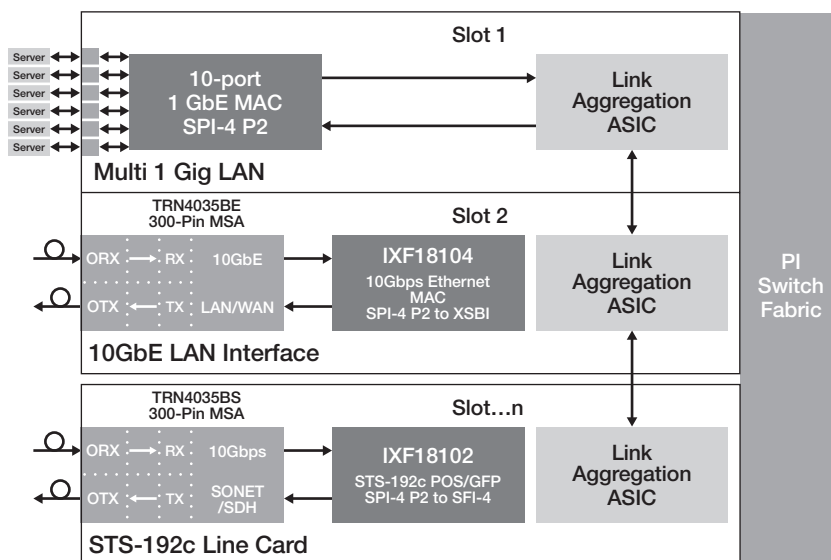 Slot 1
Server
Server
Server
Server
Server
Server
10-port
1 GbE MAC
SPI-4 P2
Link
Aggregation
ASIC
Multi 1 Gig LAN
TRN4035BE
300-Pin MSA
Slot 2
ORX
RX
10GbE
OTX
TX
LAN/WAN
IXF18104
10Gbps Ethernet
MAC
SPI-4 P2 to XSBI
Link
Aggregation
ASIC
10GbE LAN Interface
TRN4035BS
300-Pin MSA
Slot...n
ORX
RX
10Gbps
OTX
TX
SONET
/SDH
IXF18102
STS-192c POS/GFP
SPI-4 P2 to SFI-4
Link
Aggregation
ASIC
STS-192c Line Card
PI
Switch
Fabric